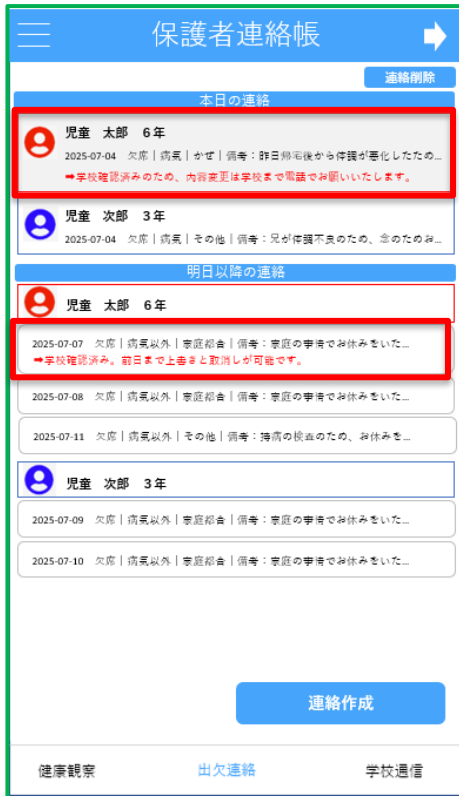 保護者連絡帳
連絡削除
本日の連絡
児童 太郎 6年
2025-07-04 欠席|病気|かぜ|備考:昨日帰宅後から体調が悪化したため…
➡学校確認済みのため、内容変更は学校まで電話でお願いいたします。
児童 次郎 3年
2025-07-04 欠席|病気|その他|備考:兄が体調不良のため、念のためお…
明日以降の連絡
児童 太郎 6年
2025-07-07 欠席|病気以外|家庭都合|備考:家庭の事情でお休みをいた…
➡学校確認済み。前日まで上書きと取消しが可能です。
2025-07-08 欠席|病気以外|家庭都合|備考:家庭の事情でお休みをいた…
2025-07-11 欠席|病気以外|その他|備考:持病の検査のため、お休みを…
児童 次郎 3年
2025-07-09 欠席|病気以外|家庭都合|備考:家庭の事情でお休みをいた…
2025-07-10 欠席|病気以外|家庭都合|備考:家庭の事情でお休みをいた…
連絡作成
健康観察 出欠連絡 学校通信